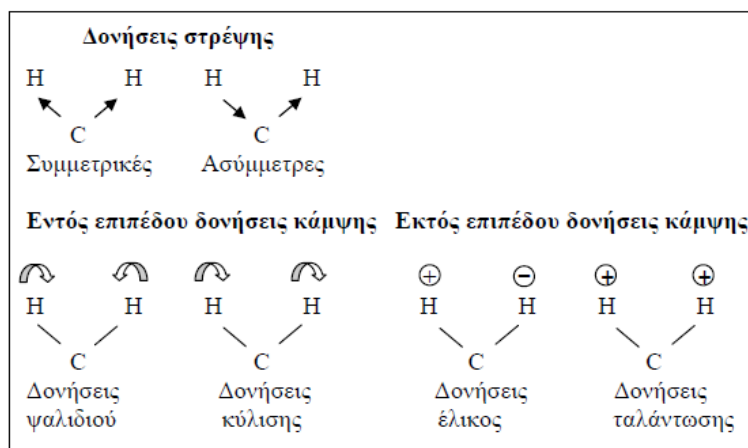 Δονήσεις στρέψης
H H H H
C C
Συμμετρικές Ασύμμετρες
Εντός επιπέδου δονήσεις κάμψης Εκτός επιπέδου δονήσεις κάμψης
+ − + +
H H H H H H H H
C C C C
Δονήσεις Δονήσεις Δονήσεις Δονήσεις
ψαλιδιού κύλισης έλικος ταλάντωσης